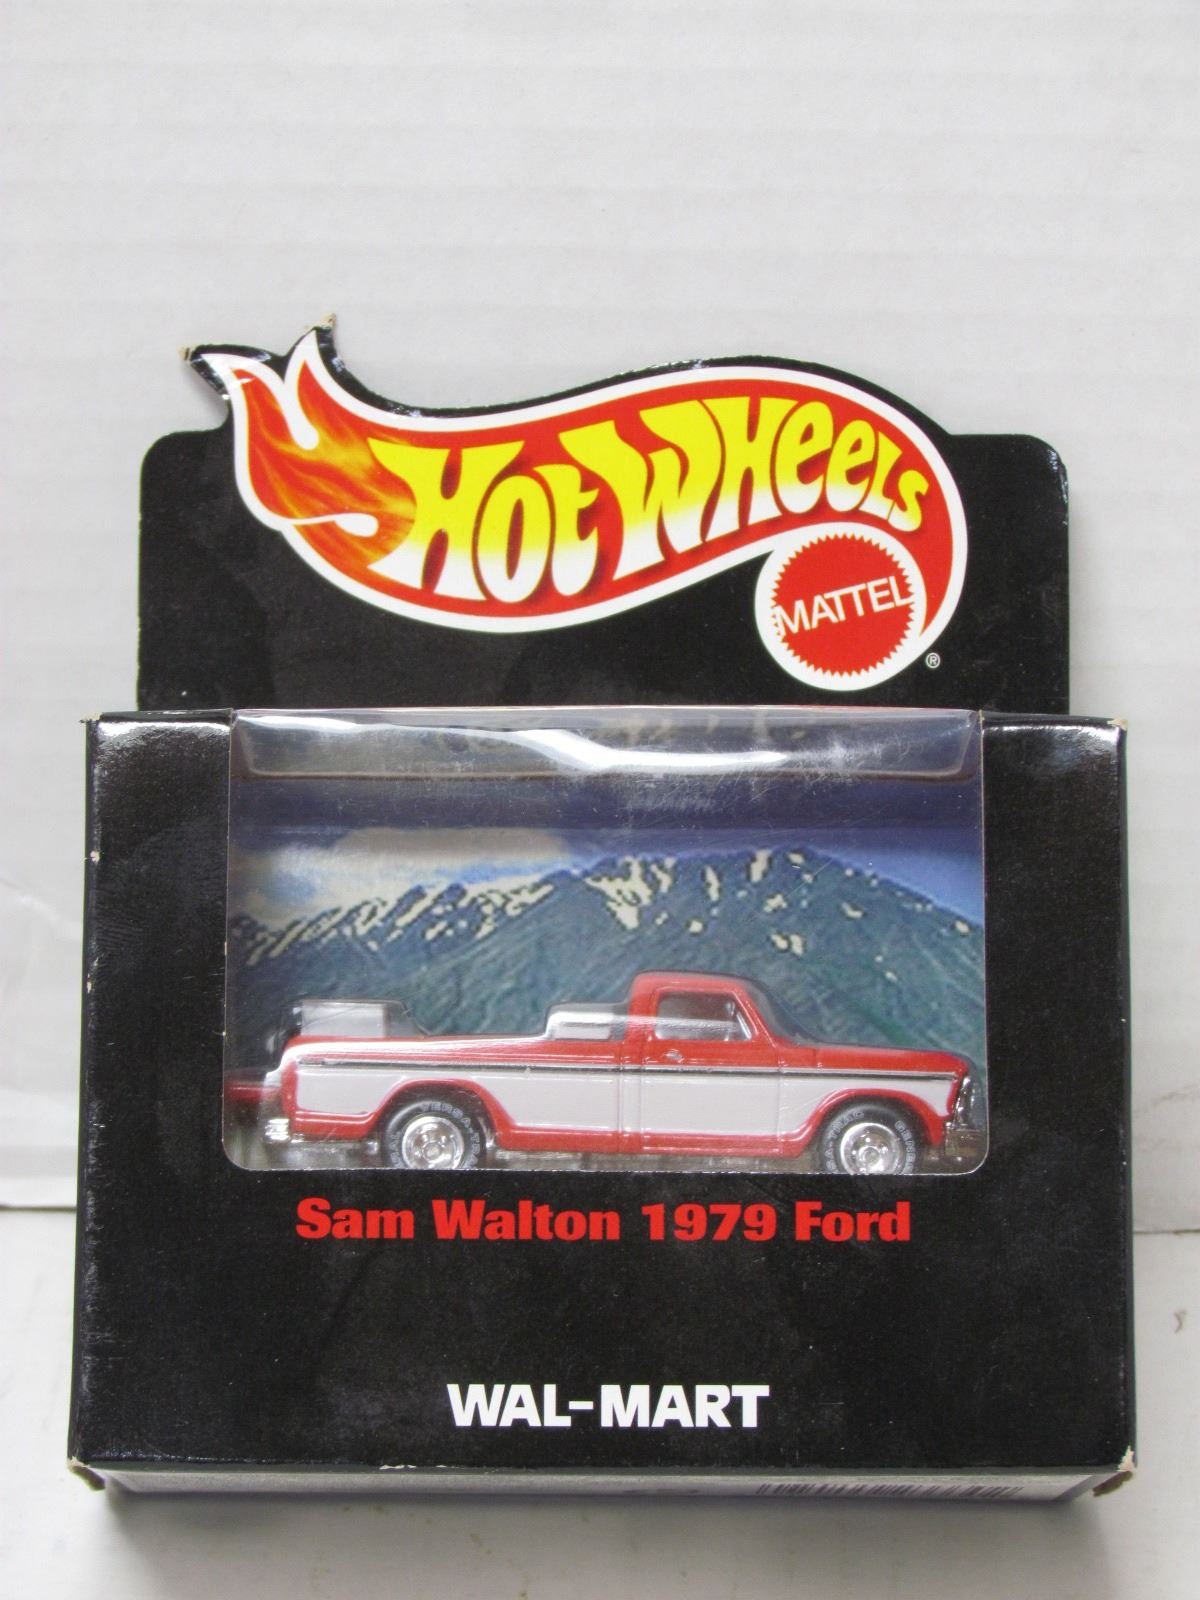 Hot Wheels
MATTEL
®
Sam Walton 1979 Ford
WAL-MART